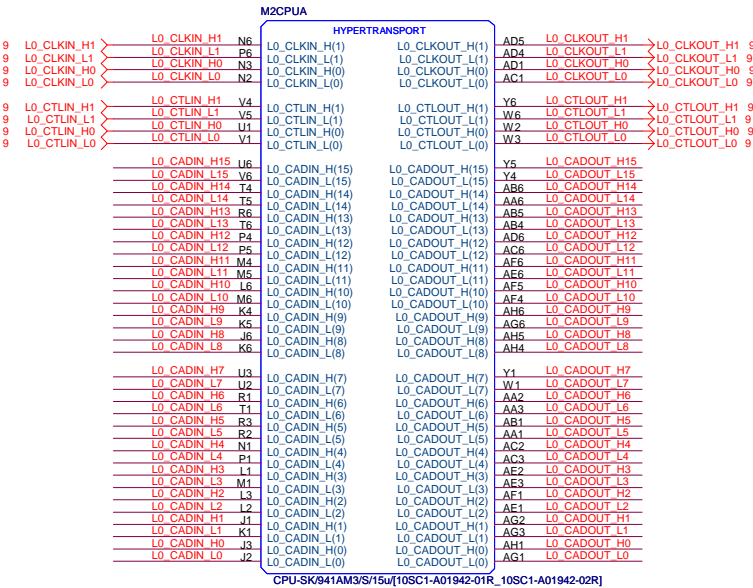 M2CPUA
HYPERTRANSPORT
9 L0_CLKIN_H1 L0_CLKIN_H1 N6 L0_CLKIN_H(1) L0_CLKOUT_H(1) AD5 L0_CLKOUT_H1 L0_CLKOUT_H1 9
9 L0_CLKIN_L1 L0_CLKIN_L1 P6 L0_CLKIN_L(1) L0_CLKOUT_L(1) AD4 L0_CLKOUT_L1 L0_CLKOUT_L1 9
9 L0_CLKIN_H0 L0_CLKIN_H0 N3 L0_CLKIN_H(0) L0_CLKOUT_H(0) AD1 L0_CLKOUT_H0 L0_CLKOUT_H0 9
9 L0_CLKIN_L0 L0_CLKIN_L0 N2 L0_CLKIN_L(0) L0_CLKOUT_L(0) AC1 L0_CLKOUT_L0 L0_CLKOUT_L0 9
9 L0_CTLIN_H1 L0_CTLIN_H1 V4 L0_CTLIN_H(1) L0_CTLOUT_H(1) Y6 L0_CTLOUT_H1 L0_CTLOUT_H1 9
9 L0_CTLIN_L1 L0_CTLIN_L1 V5 L0_CTLIN_L(1) L0_CTLOUT_L(1) W6 L0_CTLOUT_L1 L0_CTLOUT_L1 9
9 L0_CTLIN_H0 L0_CTLIN_H0 U1 L0_CTLIN_H(0) L0_CTLOUT_H(0) W2 L0_CTLOUT_H0 L0_CTLOUT_H0 9
9 L0_CTLIN_L0 L0_CTLIN_L0 V1 L0_CTLIN_L(0) L0_CTLOUT_L(0) W3 L0_CTLOUT_L0 L0_CTLOUT_L0 9
L0_CADIN_H15 U6 L0_CADIN_H(15) L0_CADOUT_H(15) Y5 L0_CADOUT_H15
L0_CADIN_L15 V6 L0_CADIN_L(15) L0_CADOUT_L(15) Y4 L0_CADOUT_L15
L0_CADIN_H14 T4 L0_CADIN_H(14) L0_CADOUT_H(14) AB6 L0_CADOUT_H14
L0_CADIN_L14 T5 L0_CADIN_L(14) L0_CADOUT_L(14) AA6 L0_CADOUT_L14
L0_CADIN_H13 R6 L0_CADIN_H(13) L0_CADOUT_H(13) AB5 L0_CADOUT_H13
L0_CADIN_L13 T6 L0_CADIN_L(13) L0_CADOUT_L(13) AB4 L0_CADOUT_L13
L0_CADIN_H12 P4 L0_CADIN_H(12) L0_CADOUT_H(12) AD6 L0_CADOUT_H12
L0_CADIN_L12 P5 L0_CADIN_L(12) L0_CADOUT_L(12) AC6 L0_CADOUT_L12
L0_CADIN_H11 M4 L0_CADIN_H(11) L0_CADOUT_H(11) AF6 L0_CADOUT_H11
L0_CADIN_L11 M5 L0_CADIN_L(11) L0_CADOUT_L(11) AE6 L0_CADOUT_L11
L0_CADIN_H10 L6 L0_CADIN_H(10) L0_CADOUT_H(10) AF5 L0_CADOUT_H10
L0_CADIN_L10 M6 L0_CADIN_L(10) L0_CADOUT_L(10) AF4 L0_CADOUT_L10
L0_CADIN_H9 K4 L0_CADIN_H(9) L0_CADOUT_H(9) AH6 L0_CADOUT_H9
L0_CADIN_L9 K5 L0_CADIN_L(9) L0_CADOUT_L(9) AG6 L0_CADOUT_L9
L0_CADIN_H8 J6 L0_CADIN_H(8) L0_CADOUT_H(8) AH5 L0_CADOUT_H8
L0_CADIN_L8 K6 L0_CADIN_L(8) L0_CADOUT_L(8) AH4 L0_CADOUT_L8
L0_CADIN_H7 U3 L0_CADIN_H(7) L0_CADOUT_H(7) Y1 L0_CADOUT_H7
L0_CADIN_L7 U2 L0_CADIN_L(7) L0_CADOUT_L(7) W1 L0_CADOUT_L7
L0_CADIN_H6 R1 L0_CADIN_H(6) L0_CADOUT_H(6) AA2 L0_CADOUT_H6
L0_CADIN_L6 T1 L0_CADIN_L(6) L0_CADOUT_L(6) AA3 L0_CADOUT_L6
L0_CADIN_H5 R3 L0_CADIN_H(5) L0_CADOUT_H(5) AB1 L0_CADOUT_H5
L0_CADIN_L5 R2 L0_CADIN_L(5) L0_CADOUT_L(5) AA1 L0_CADOUT_L5
L0_CADIN_H4 N1 L0_CADIN_H(4) L0_CADOUT_H(4) AC2 L0_CADOUT_H4
L0_CADIN_L4 P1 L0_CADIN_L(4) L0_CADOUT_L(4) AC3 L0_CADOUT_L4
L0_CADIN_H3 L1 L0_CADIN_H(3) L0_CADOUT_H(3) AE2 L0_CADOUT_H3
L0_CADIN_L3 M1 L0_CADIN_L(3) L0_CADOUT_L(3) AE3 L0_CADOUT_L3
L0_CADIN_H2 L3 L0_CADIN_H(2) L0_CADOUT_H(2) AF1 L0_CADOUT_H2
L0_CADIN_L2 L2 L0_CADIN_L(2) L0_CADOUT_L(2) AE1 L0_CADOUT_L2
L0_CADIN_H1 J1 L0_CADIN_H(1) L0_CADOUT_H(1) AG2 L0_CADOUT_H1
L0_CADIN_L1 K1 L0_CADIN_L(1) L0_CADOUT_L(1) AG3 L0_CADOUT_L1
L0_CADIN_H0 J3 L0_CADIN_H(0) L0_CADOUT_H(0) AH1 L0_CADOUT_H0
L0_CADIN_L0 J2 L0_CADIN_L(0) L0_CADOUT_L(0) AG1 L0_CADOUT_L0
CPU-SK/941AM3/S/15u/[10SC1-A01942-01R_10SC1-A01942-02R]